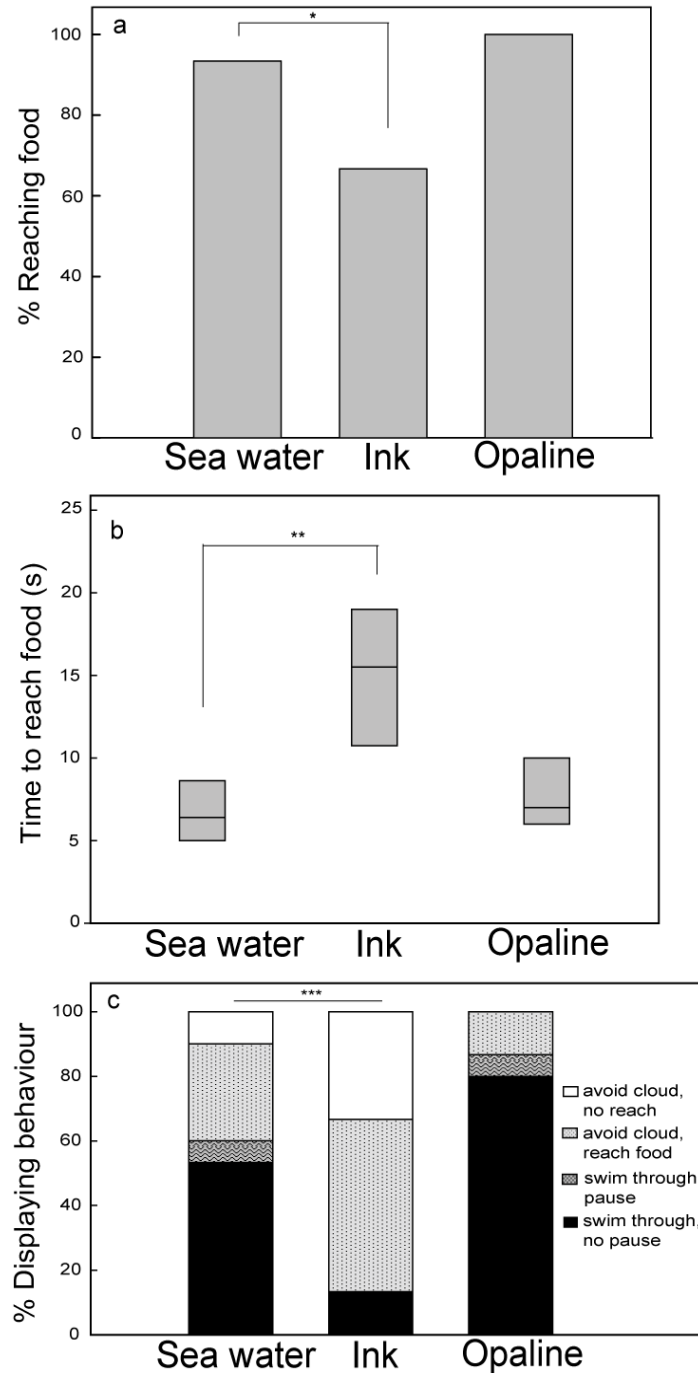 a
*
100
80
60
40
20
0
% Reaching food
Sea water Ink Opaline
b
**
25
20
15
10
5
0
Time to reach food (s)
Sea water Ink Opaline
c
***
100
80
60
40
20
0
% Displaying behaviour
avoid cloud,
no reach
avoid cloud,
reach food
swim through
pause
swim through,
no pause
Sea water Ink Opaline